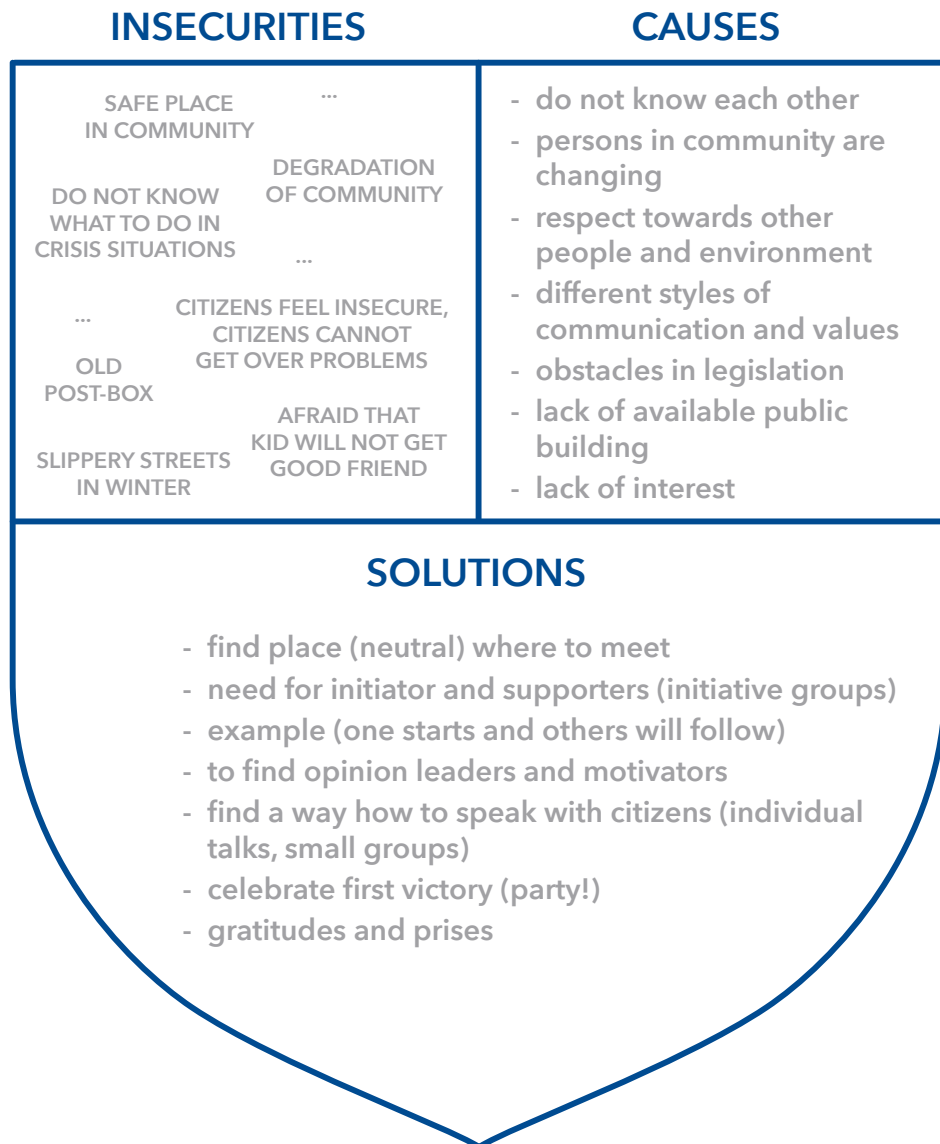 INSECURITIES
SAFE PLACE
IN COMMUNITY
...
DEGRADATION
OF COMMUNITY
DO NOT KNOW
WHAT TO DO IN
CRISIS SITUATIONS
...
...
CITIZENS FEEL INSECURE,
CITIZENS CANNOT
GET OVER PROBLEMS
OLD
POST-BOX
AFRAID THAT
KID WILL NOT GET
GOOD FRIEND
SLIPPERY STREETS
IN WINTER
CAUSES
- do not know each other
- persons in community are
changing
- respect towards other
people and environment
- different styles of
communication and values
- obstacles in legislation
- lack of available public
building
- lack of interest
SOLUTIONS
- find place (neutral) where to meet
- need for initiator and supporters (initiative groups)
- example (one starts and others will follow)
- to find opinion leaders and motivators
- find a way how to speak with citizens (individual
talks, small groups)
- celebrate first victory (party!)
- gratitudes and prises